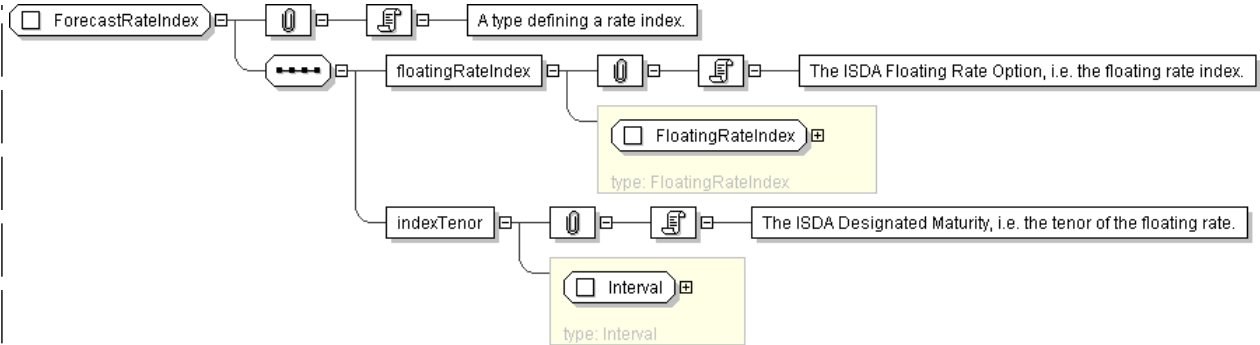 ForecastRateIndex
A type defining a rate index.
floatingRateIndex
The ISDA Floating Rate Option, i.e. the floating rate index.
FloatingRateIndex
type: FloatingRateIndex
indexTenor
The ISDA Designated Maturity, i.e. the tenor of the floating rate.
Interval
type: Interval